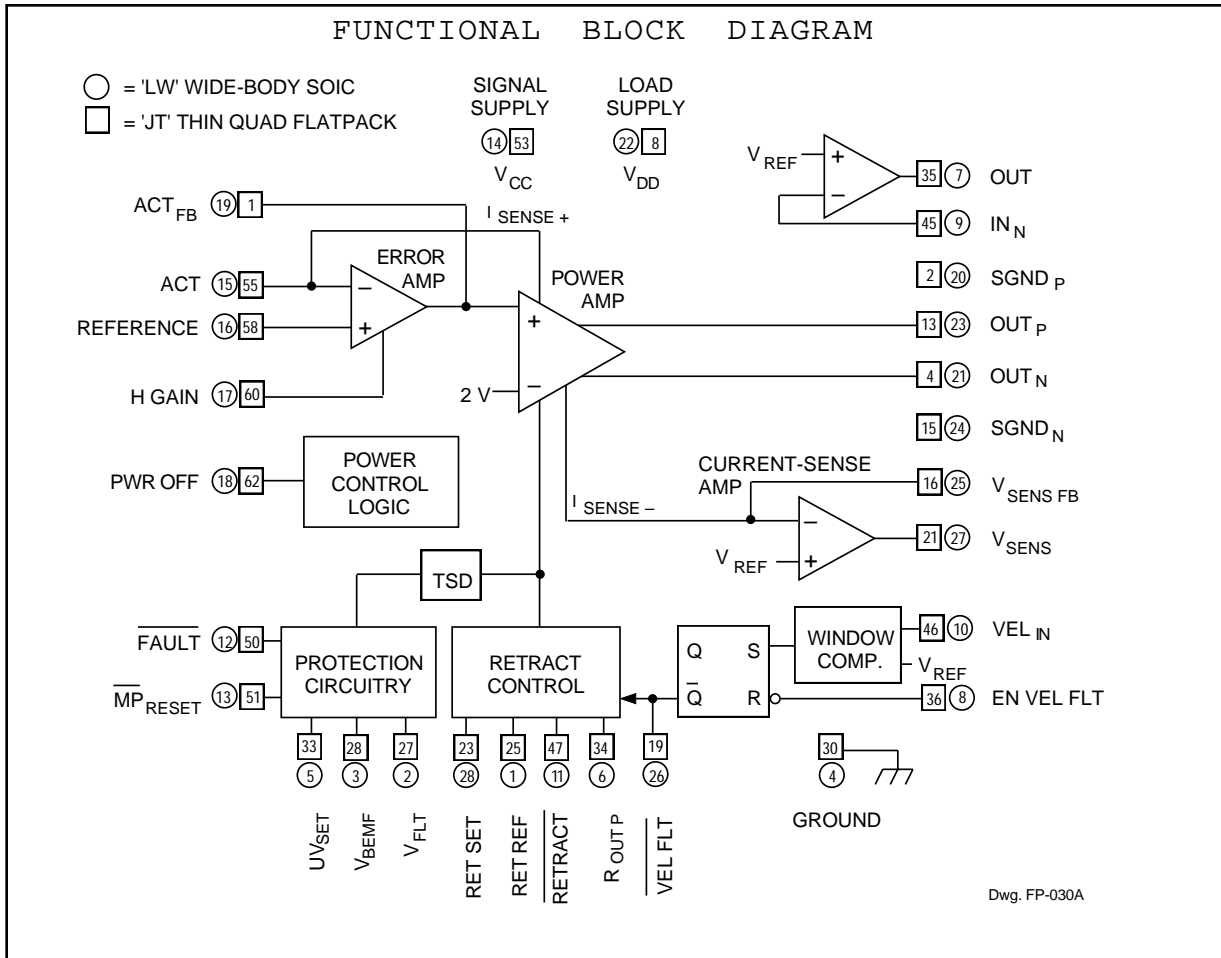 FUNCTIONAL BLOCK DIAGRAM
= 'LW' WIDE-BODY SOIC
= 'JT' THIN QUAD FLATPACK
SIGNAL
SUPPLY
14 53
VCC
LOAD
SUPPLY
22 8
VDD
VREF
+
–
35 7 OUT
45 9 INN
ACTFB 19 1
ISENSE +
ERROR
AMP
POWER
AMP
2 20 SGNDP
ACT 15 55
–
REFERENCE 16 58
+
+
13 23 OUTP
H GAIN 17 60
2 V
–
4 21 OUTN
15 24 SGNDN
PWR OFF 18 62
POWER
CONTROL
LOGIC
CURRENT-SENSE
AMP
16 25 VSENS FB
ISENSE –
–
21 27 VSENS
VREF
+
TSD
FAULT 12 50
MPRESET 13 51
PROTECTION
CIRCUITRY
RETRACT
CONTROL
Q S
Q R
WINDOW
COMP.
46 10 VELIN
VREF
36 8 EN VEL FLT
33 28 27 23 25 47 34 19 30
5 3 2 28 1 11 6 26 4
UVSET
VBEMF
VFLT
RET SET
RET REF
RETRACT
ROUT P
VEL FLT
GROUND
Dwg. FP-030A